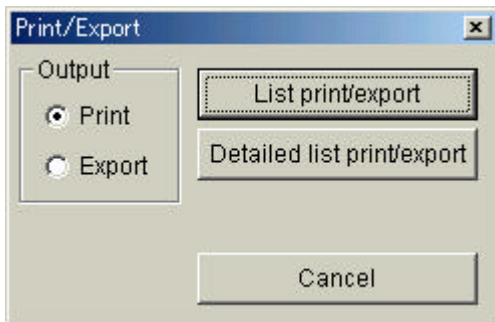 Print/Export
Output
Print
Export
List print/export
Detailed list print/export
Cancel